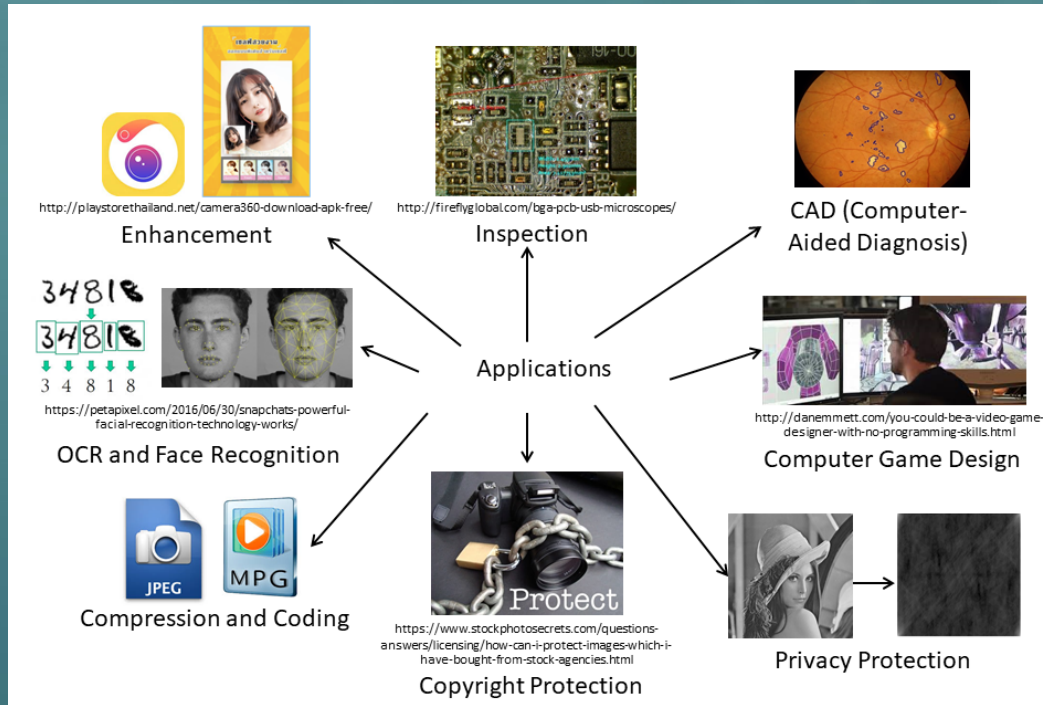 http://playstorethailand.net/camera360-download-apk-free/
Enhancement
http://fireflyglobal.com/bga-pcb-usb-microscopes/
Inspection
CAD (Computer-
Aided Diagnosis)
34818
34818
3 4 8 1 8
https://petapixel.com/2016/06/30/snapchats-powerful-
facial-recognition-technology-works/
OCR and Face Recognition
Applications
http://danemmett.com/you-could-be-a-video-game-
designer-with-no-programming-skills.html
Computer Game Design
JPEG
MPG
Compression and Coding
Protect
https://www.stockphotosecrets.com/questions-
answers/licensing/how-can-i-protect-images-which-i-
have-bought-from-stock-agencies.html
Copyright Protection
Privacy Protection